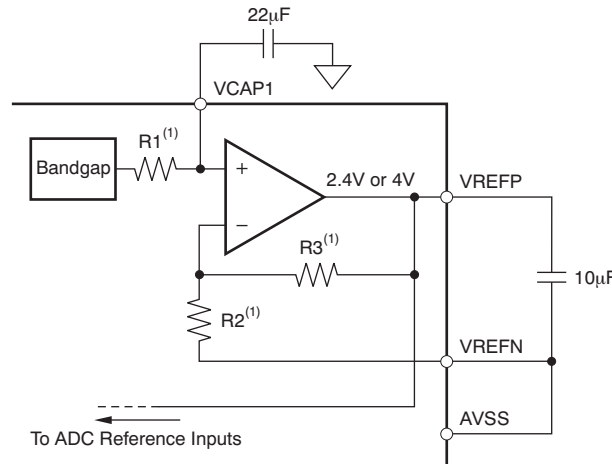 22μF
VCAP1
R1(1)
Bandgap
+
2.4V or 4V
VREFP
−
R3(1)
10μF
R2(1)
VREFN
AVSS
To ADC Reference Inputs